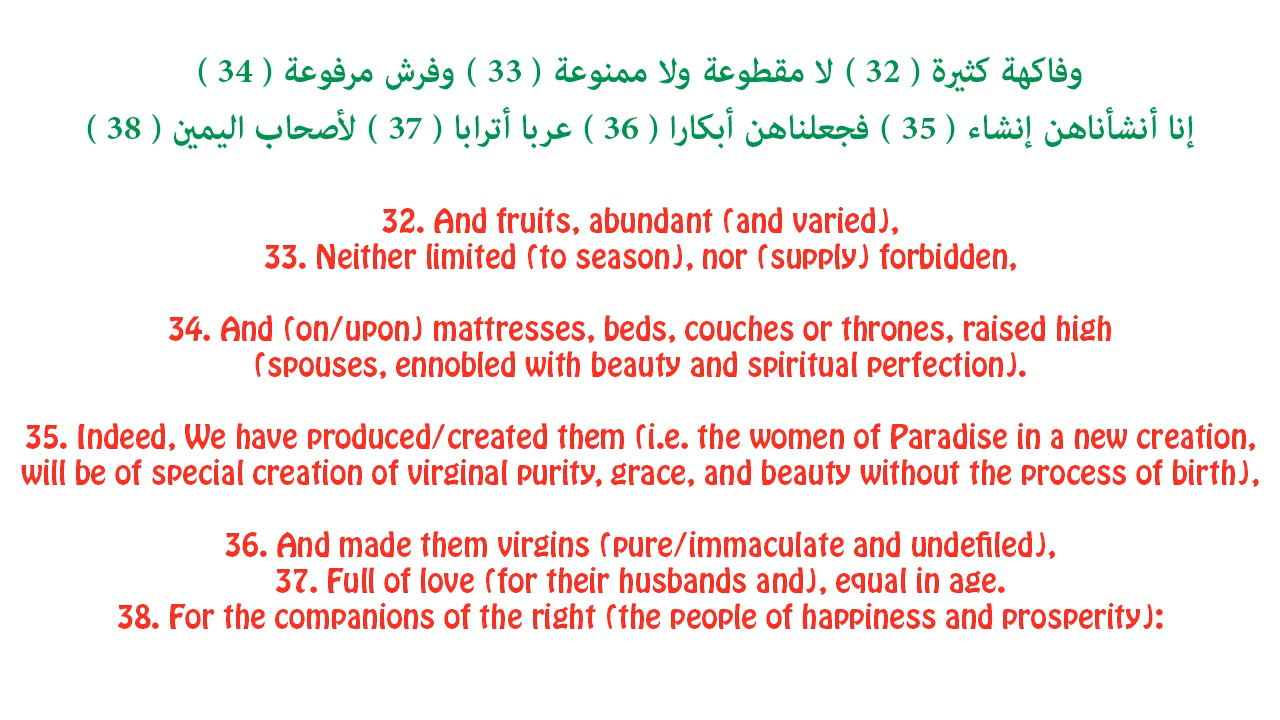 وفاكهة كثيرة ( 32 ) لا مقطوعة ولا ممنوعة ( 33 ) وفرش مرفوعة ( 34 )
إنا أنشأناهن إنشاء ( 35 ) فجعلناهن أبكارا ( 36 ) عربا أترابا ( 37 ) لأصحاب اليمين ( 38 )
32. And fruits, abundant (and varied),
33. Neither limited (to season), nor (supply) forbidden,
34. And (on/upon) mattresses, beds, couches or thrones, raised high
(spouses, ennobled with beauty and spiritual perfection).
35. Indeed, We have produced/created them (i.e. the women of Paradise in a new creation,
will be of special creation of virginal purity, grace, and beauty without the process of birth),
36. And made them virgins (pure/immaculate and undefiled),
37. Full of love (for their husbands and), equal in age.
38. For the companions of the right (the people of happiness and prosperity):